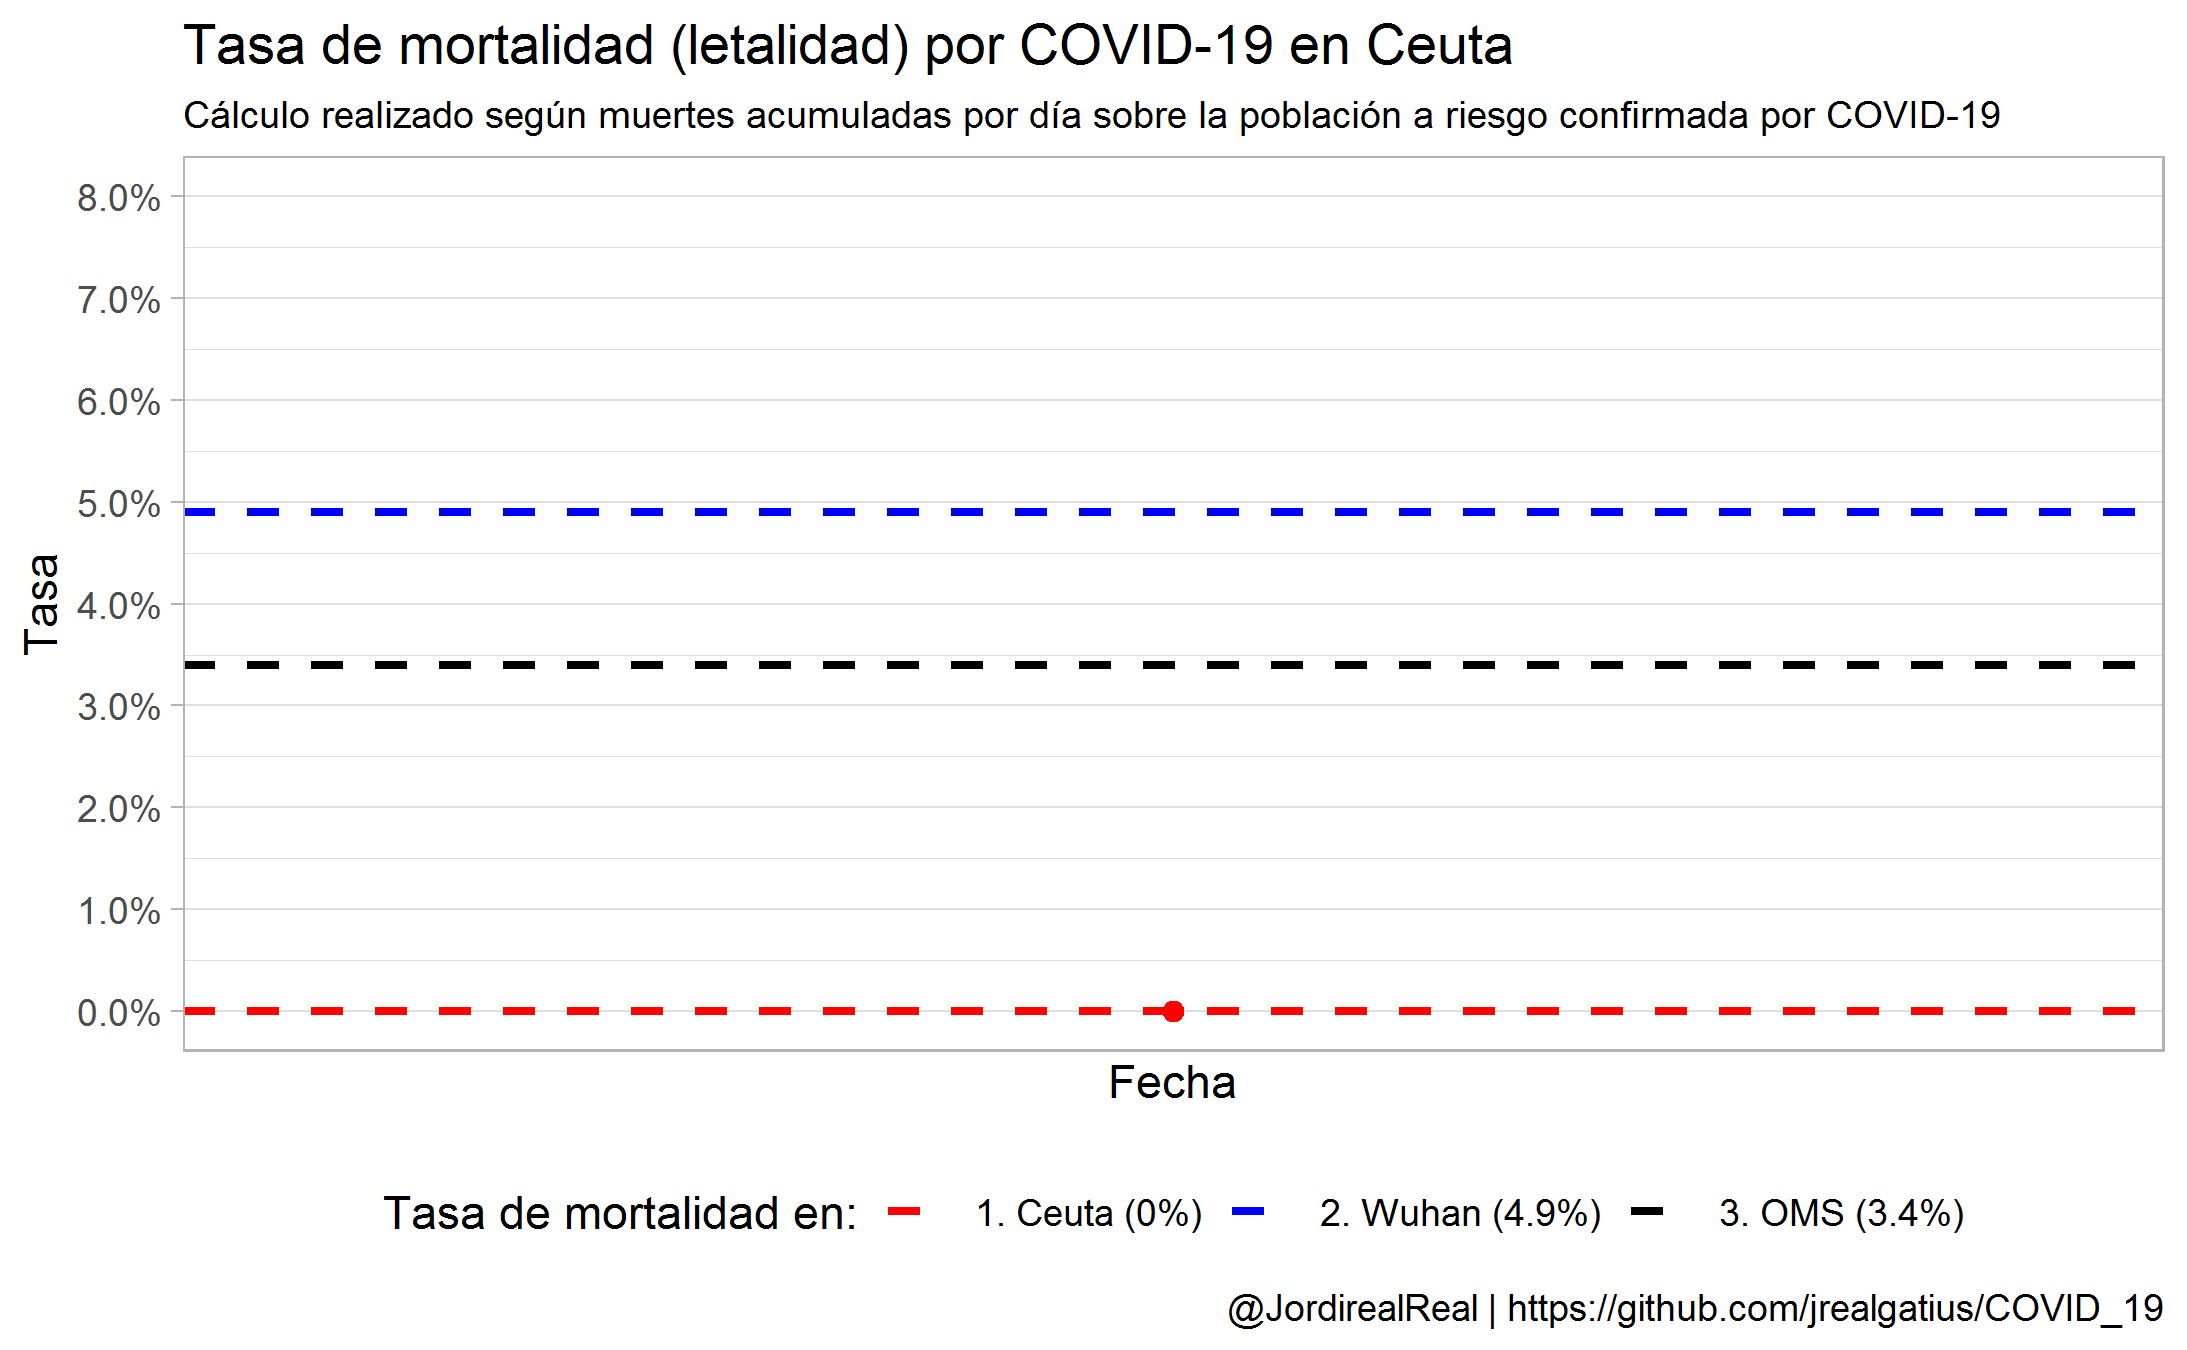 Tasa de mortalidad (letalidad) por COVID-19 en Ceuta
Cálculo realizado según muertes acumuladas por día sobre la población a riesgo confirmada por COVID-19
8.0%
7.0%
6.0%
5.0%
4.0%
3.0%
2.0%
1.0%
0.0%
Tasa
Fecha
Tasa de mortalidad en: 1. Ceuta (0%) 2. Wuhan (4.9%) 3. OMS (3.4%)
@JordirealReal | https://github.com/jrealgatius/COVID_19